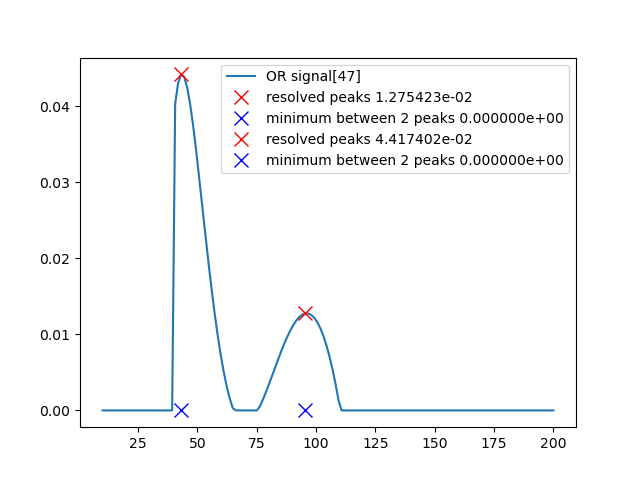 OR signal[47]
resolved peaks 1.275423e-02
minimum between 2 peaks 0.000000e+00
resolved peaks 4.417402e-02
minimum between 2 peaks 0.000000e+00
0.04
0.03
0.02
0.01
0.00
25 50 75 100 125 150 175 200